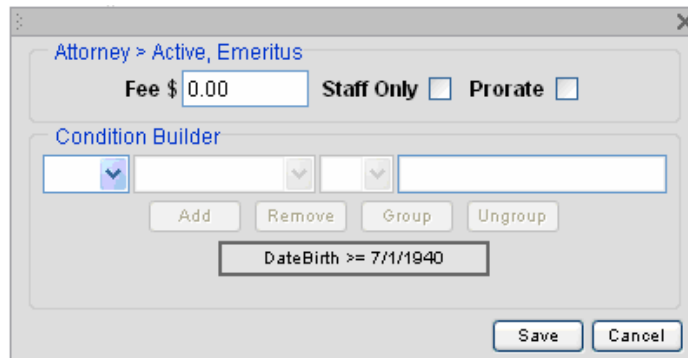 Attorney > Active, Emeritus
Fee $ 0.00 Staff Only Prorate
Condition Builder
Add Remove Group Ungroup
DateBirth >= 7/1/1940
Save Cancel